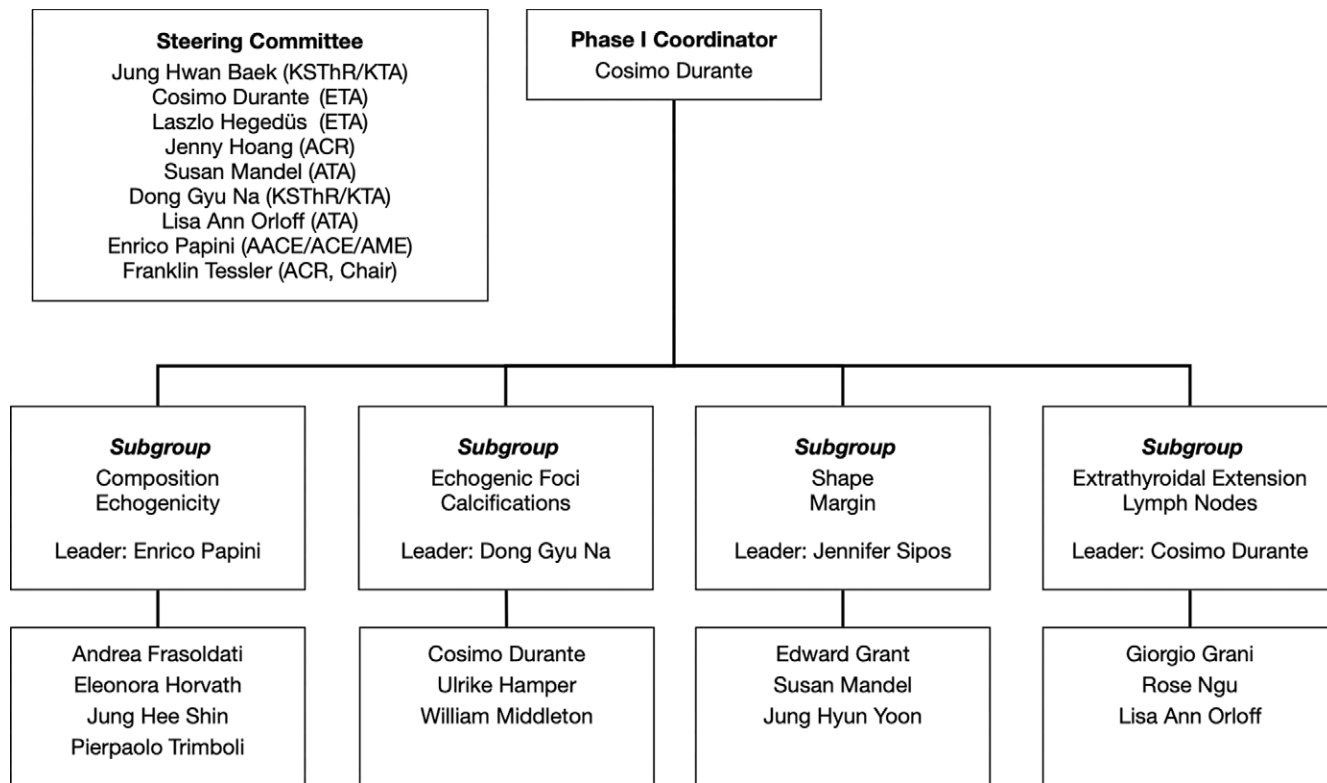 Steering Committee
Jung Hwan Baek (KSThR/KTA)
Cosimo Durante (ETA)
Laszlo Hegedüs (ETA)
Jenny Hoang (ACR)
Susan Mandel (ATA)
Dong Gyu Na (KSThR/KTA)
Lisa Ann Orloff (ATA)
Enrico Papini (AACE/ACE/AME)
Franklin Tessler (ACR, Chair)
Phase I Coordinator
Cosimo Durante
Subgroup
Composition
Echogenicity
Leader: Enrico Papini
Andrea Frasoldati
Eleonora Horvath
Jung Hee Shin
Pierpaolo Trimboli
Subgroup
Echogenic Foci
Calcifications
Leader: Dong Gyu Na
Cosimo Durante
Ulrike Hamper
William Middleton
Subgroup
Shape
Margin
Leader: Jennifer Sipos
Edward Grant
Susan Mandel
Jung Hyun Yoon
Subgroup
Extrathyroidal Extension
Lymph Nodes
Leader: Cosimo Durante
Giorgio Grani
Rose Ngu
Lisa Ann Orloff